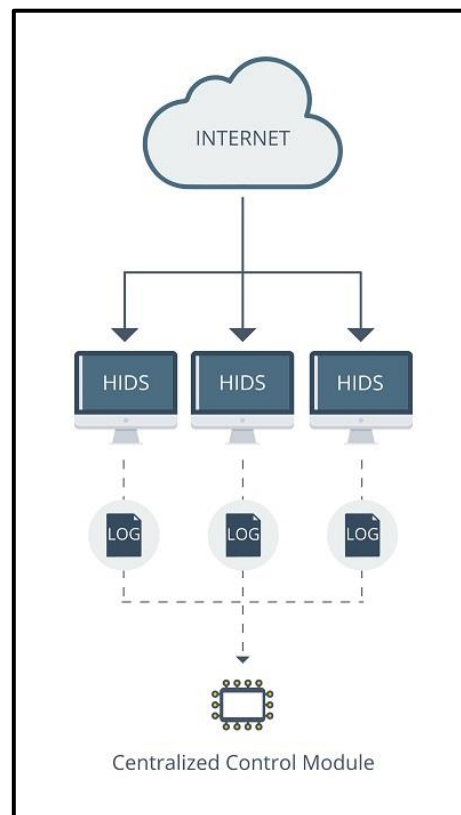 INTERNET
HIDS HIDS HIDS
LOG LOG LOG
Centralized Control Module